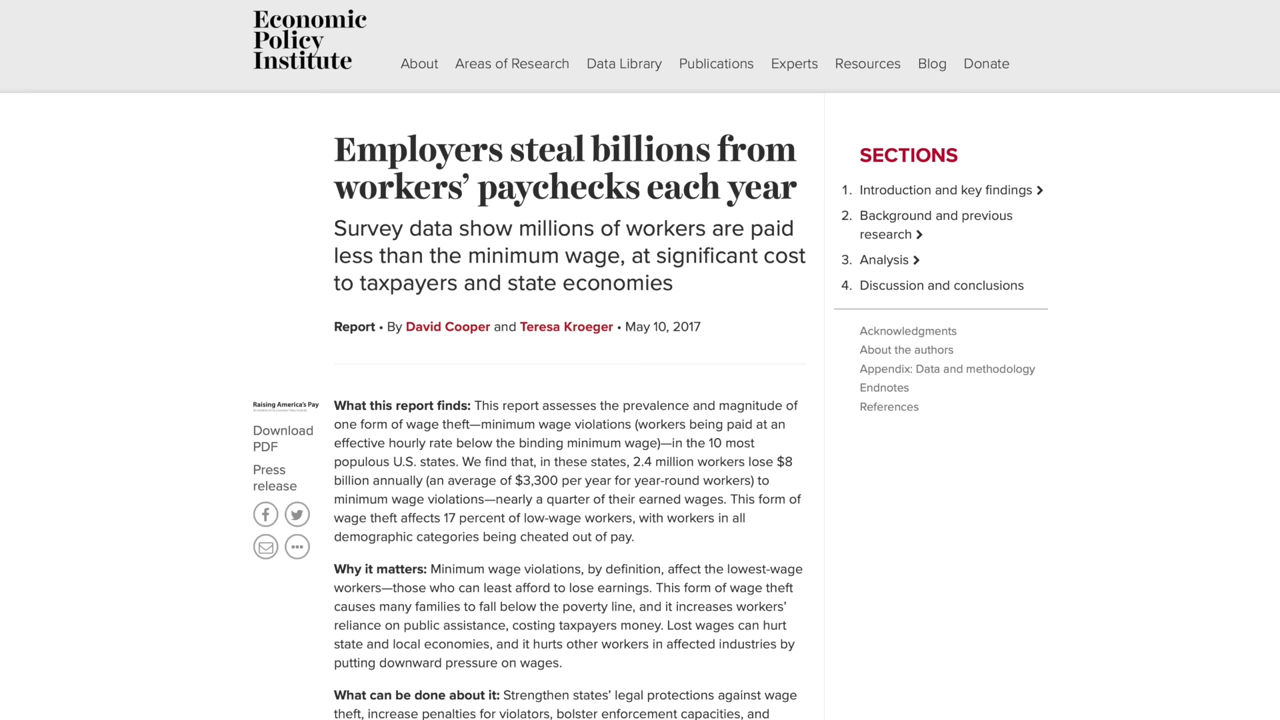 Economic
Policy
Institute
About
Areas of Research
Data Library
Publications
Experts
Resources
Blog
Donate
Employers steal billions from
workers’ paychecks each year
Survey data show millions of workers are paid
less than the minimum wage, at significant cost
to taxpayers and state economies
Report • By David Cooper and Teresa Kroeger • May 10, 2017
Raising America's Pay
Download
PDF
Press
release
What this report finds: This report assesses the prevalence and magnitude of
one form of wage theft—minimum wage violations (workers being paid at an
effective hourly rate below the binding minimum wage)—in the 10 most
populous U.S. states. We find that, in these states, 2.4 million workers lose $8
billion annually (an average of $3,300 per year for year-round workers) to
minimum wage violations—nearly a quarter of their earned wages. This form of
wage theft affects 17 percent of low-wage workers, with workers in all
demographic categories being cheated out of pay.
Why it matters: Minimum wage violations, by definition, affect the lowest-wage
workers—those who can least afford to lose earnings. This form of wage theft
causes many families to fall below the poverty line, and it increases workers’
reliance on public assistance, costing taxpayers money. Lost wages can hurt
state and local economies, and it hurts other workers in affected industries by
putting downward pressure on wages.
What can be done about it: Strengthen states’ legal protections against wage
theft, increase penalties for violators, bolster enforcement capacities, and
SECTIONS
1. Introduction and key findings
2. Background and previous
research
3. Analysis
4. Discussion and conclusions
Acknowledgments
About the authors
Appendix: Data and methodology
Endnotes
References